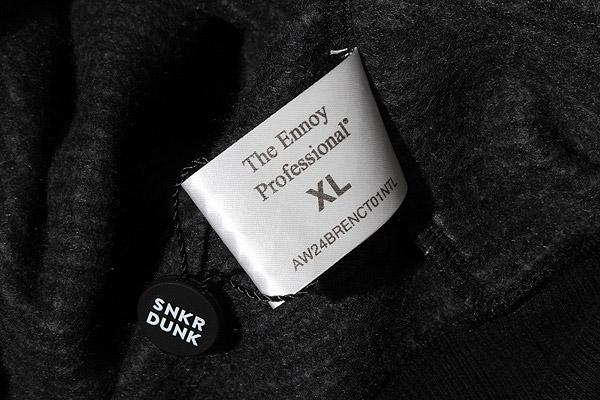 The Ennoy
Professional®
XL
AW24BRENCT01NTL
SNKR
DUNK